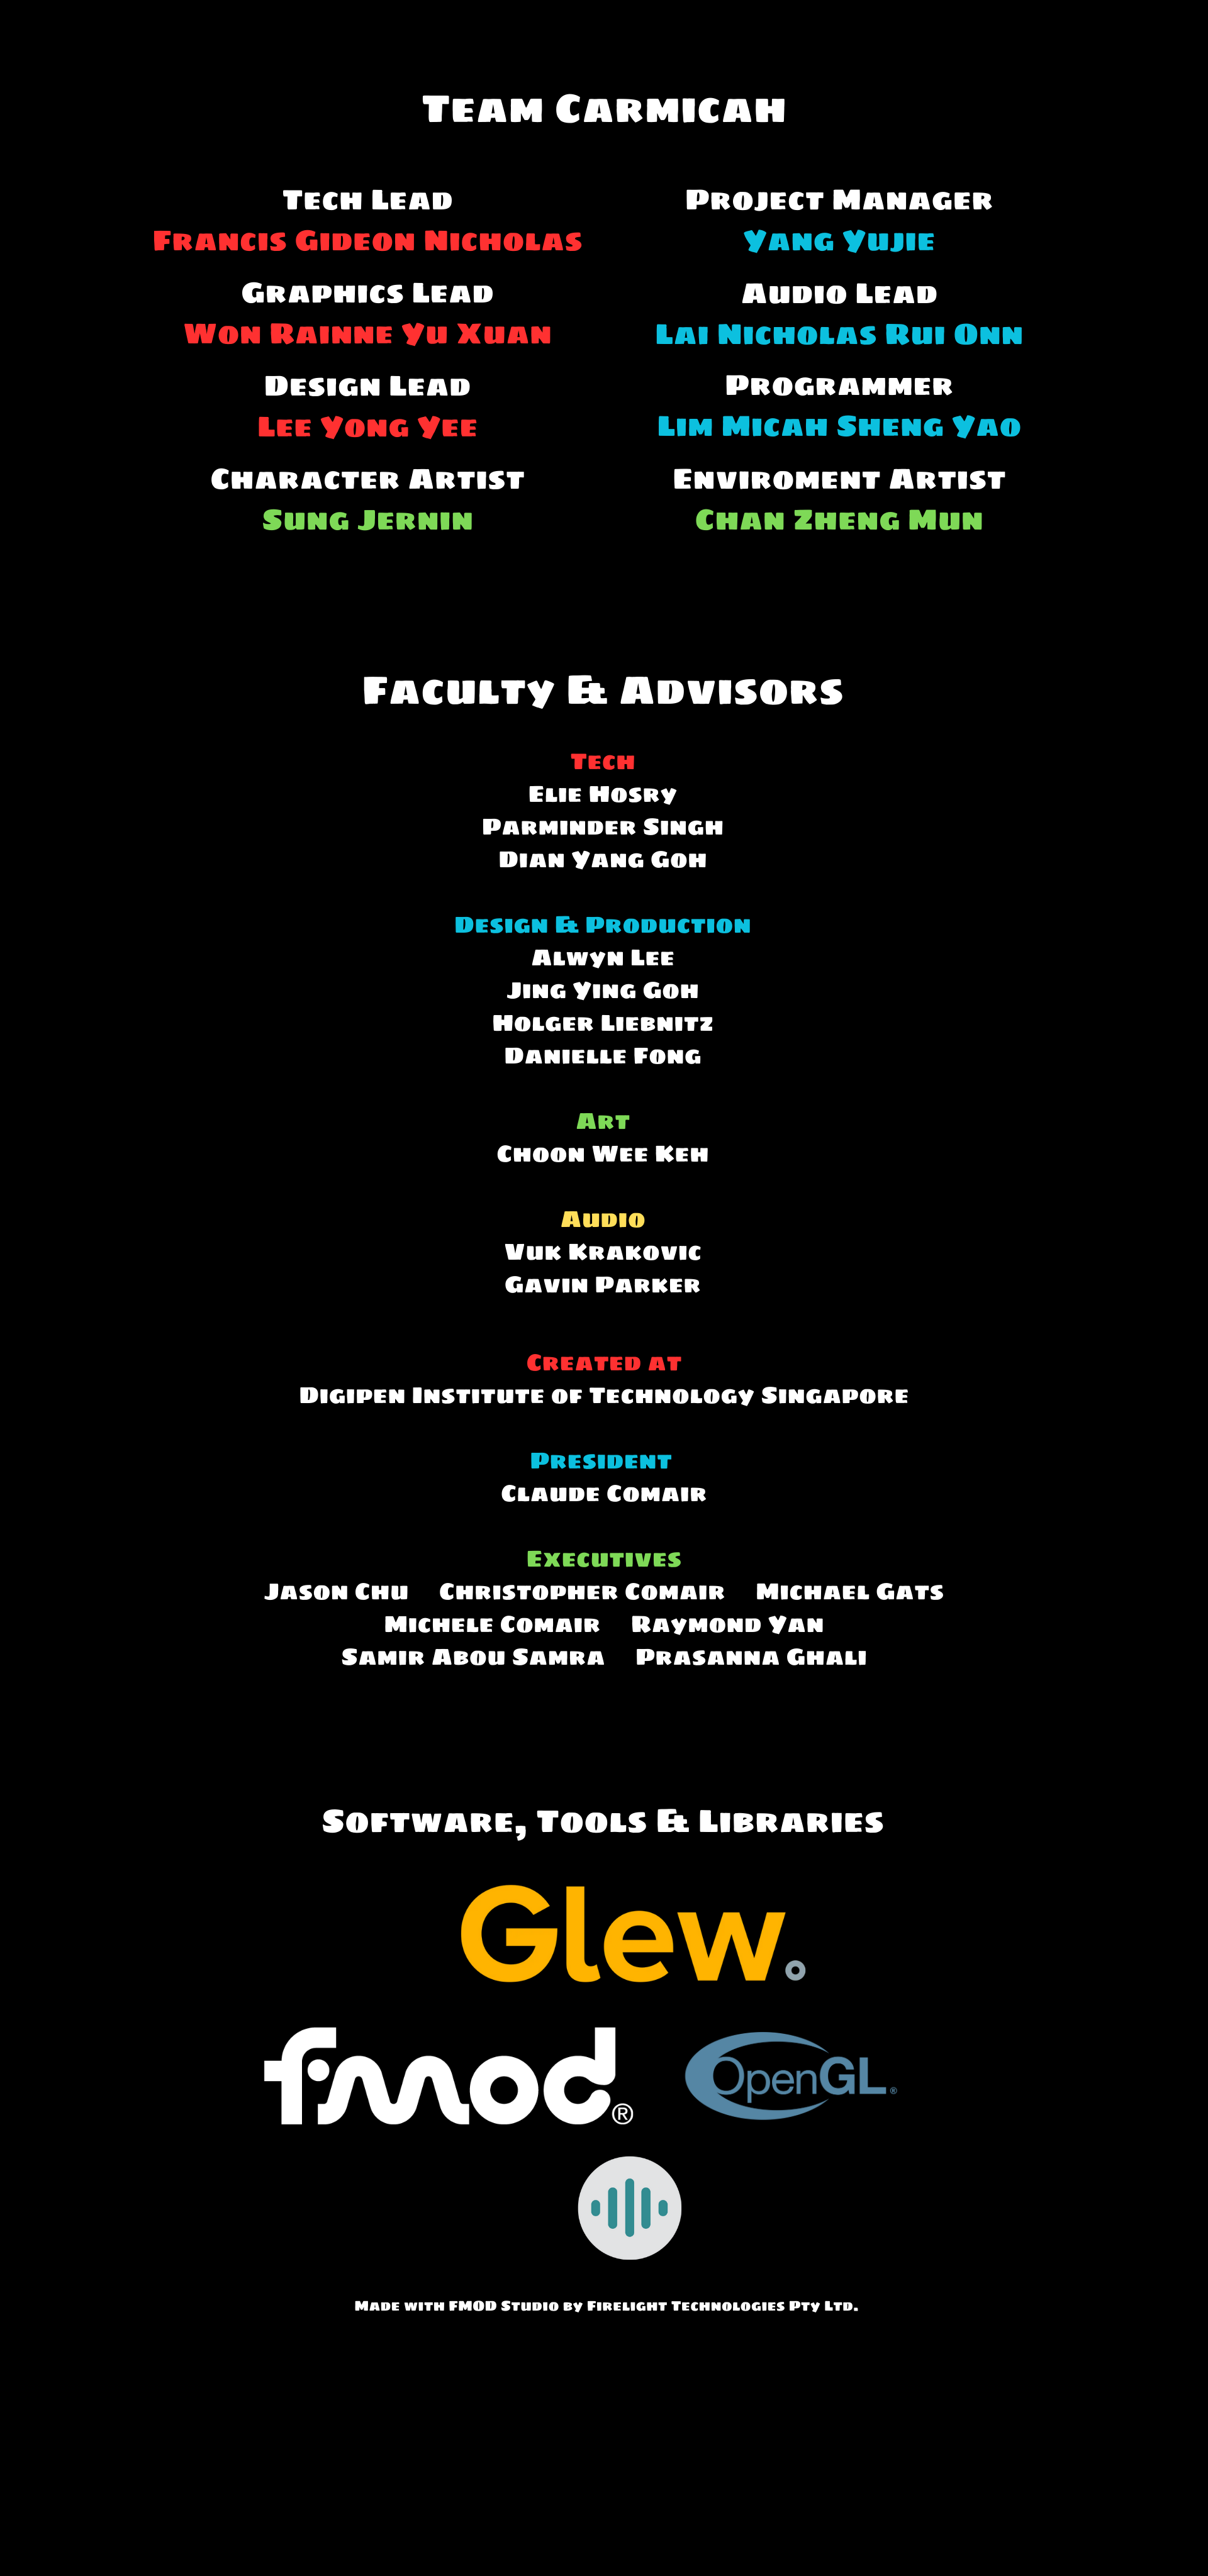 Team Carmicah
Tech Lead
Francis Gideon Nicholas
Graphics Lead
Won Rainne Yu Xuan
Design Lead
Lee Yong Yee
Character Artist
Sung Jernin
Project Manager
Yang Yujie
Audio Lead
Lai Nicholas Rui Onn
Programmer
Lim Micah Sheng Yao
Enviroment Artist
Chan Zheng Mun
Faculty & Advisors
Tech
Elie Hosry
Parminder Singh
Dian Yang Goh
Design & Production
Alwyn Lee
Jing Ying Goh
Holger Liebnitz
Danielle Fong
Art
Choon Wee Keh
Audio
Vuk Krakovic
Gavin Parker
Created at
Digipen Institute of Technology Singapore
President
Claude Comair
Executives
Jason Chu Christopher Comair Michael Gats
Michele Comair Raymond Yan
Samir Abou Samra Prasanna Ghali
Software, Tools & Libraries
Glew.
fmod®
OpenGL®
Made with FMOD Studio by Firelight Technologies Pty Ltd.